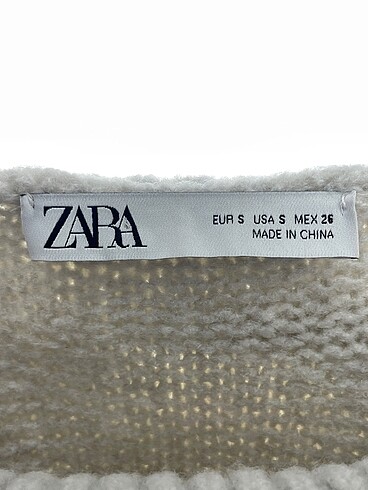 ZARA
EUR S USA S MEX 26
MADE IN CHINA